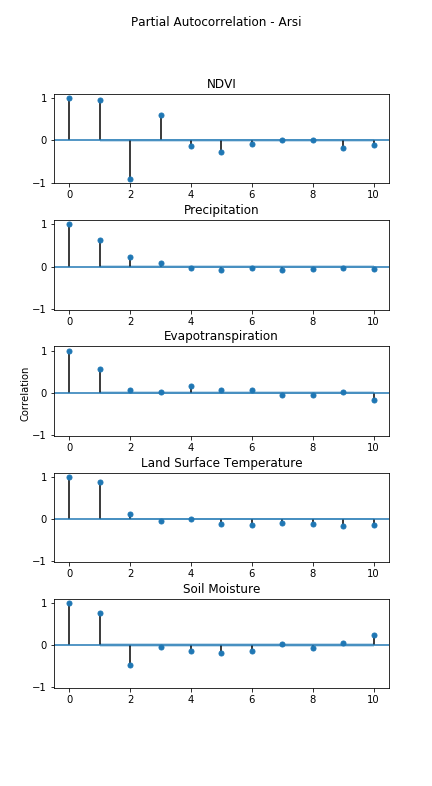 Partial Autocorrelation - Arsi
NDVI
1
0
−1
0 2 4 6 8 10
Precipitation
1
0
−1
0 2 4 6 8 10
Evapotranspiration
1
0
−1
Correlation
0 2 4 6 8 10
Land Surface Temperature
1
0
−1
0 2 4 6 8 10
Soil Moisture
1
0
−1
0 2 4 6 8 10